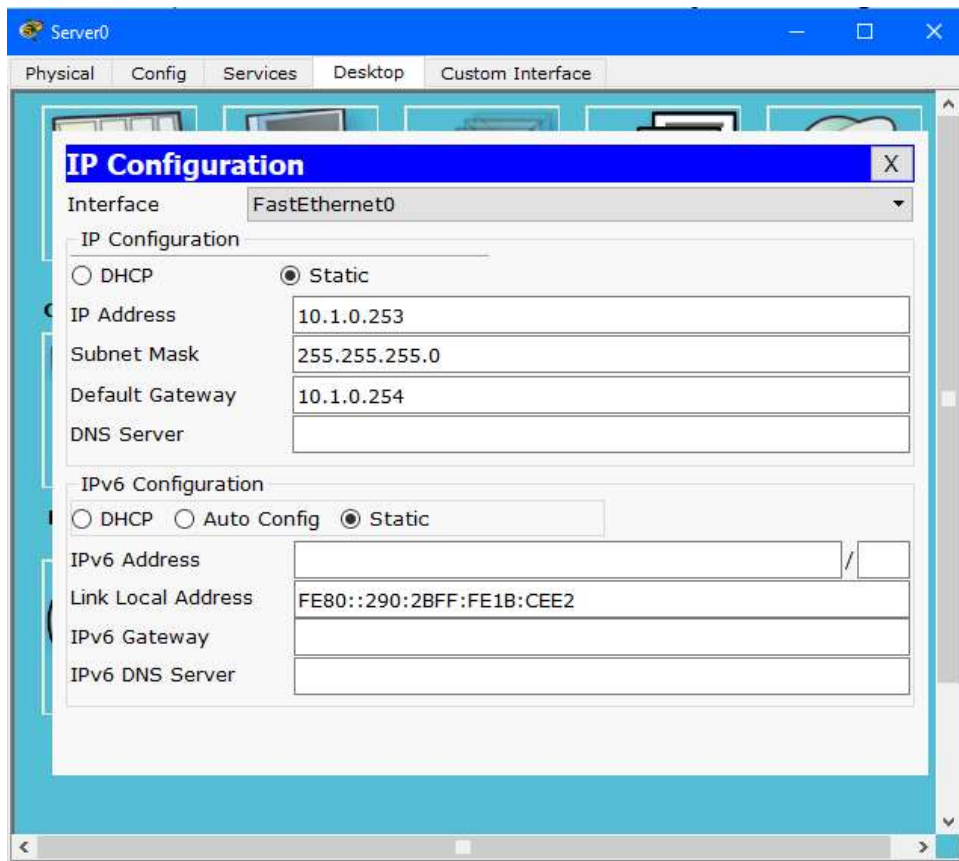 Server0
Physical Config Services Desktop Custom Interface
IP Configuration X
Interface FastEthernet0
IP Configuration
DHCP Static
IP Address 10.1.0.253
Subnet Mask 255.255.255.0
Default Gateway 10.1.0.254
DNS Server
IPv6 Configuration
DHCP Auto Config Static
IPv6 Address /
Link Local Address FE80::290:2BFF:FE1B:CEE2
IPv6 Gateway
IPv6 DNS Server